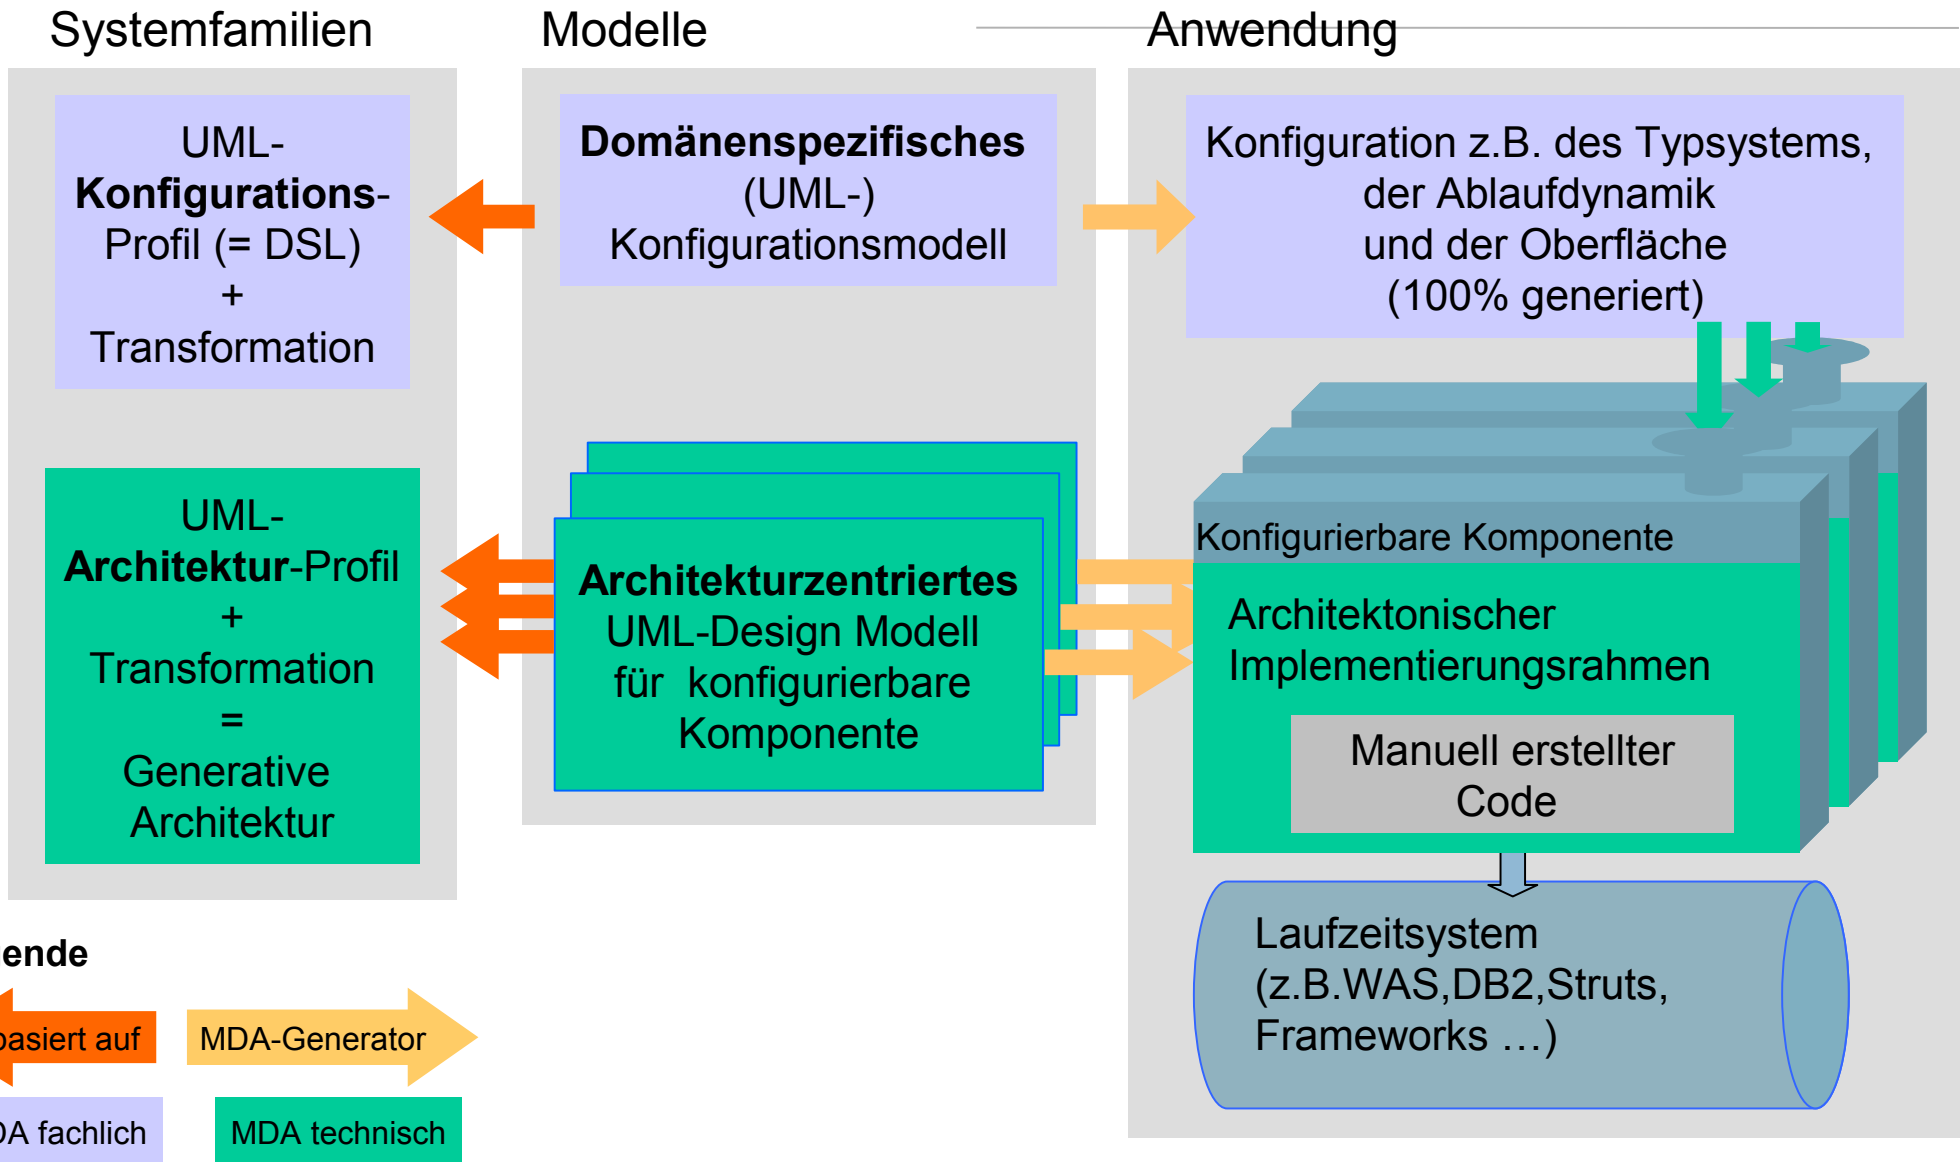 Systemfamilien
Modelle
Anwendung
UML-
Konfigurations-
Profil (= DSL)
+
Transformation
Domänenspezifisches
(UML-)
Konfigurationsmodell
Konfiguration z.B. des Typsystems,
der Ablaufdynamik
und der Oberfläche
(100% generiert)
UML-
Architektur-Profil
+
Transformation
=
Generative
Architektur
Architekturzentriertes
UML-Design Modell
für konfigurierbare
Komponente
Konfigurierbare Komponente
Architektonischer
Implementierungsrahmen
Manuell erstellter
Code
Laufzeitsystem
(z.B.WAS,DB2,Struts,
Frameworks …)
ende
basiert auf
MDA-Generator
DA fachlich
MDA technisch